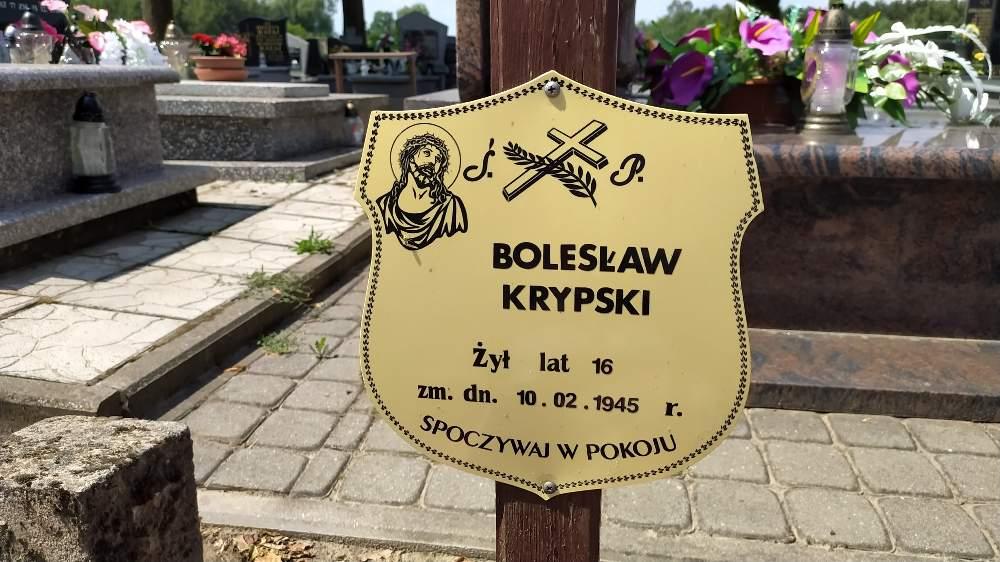 Ś. P.
BOLESŁAW
KRYPSKI
Żył lat 16
zm. dn. 10.02.1945 r.
SPOCZYWAJ W POKOJU